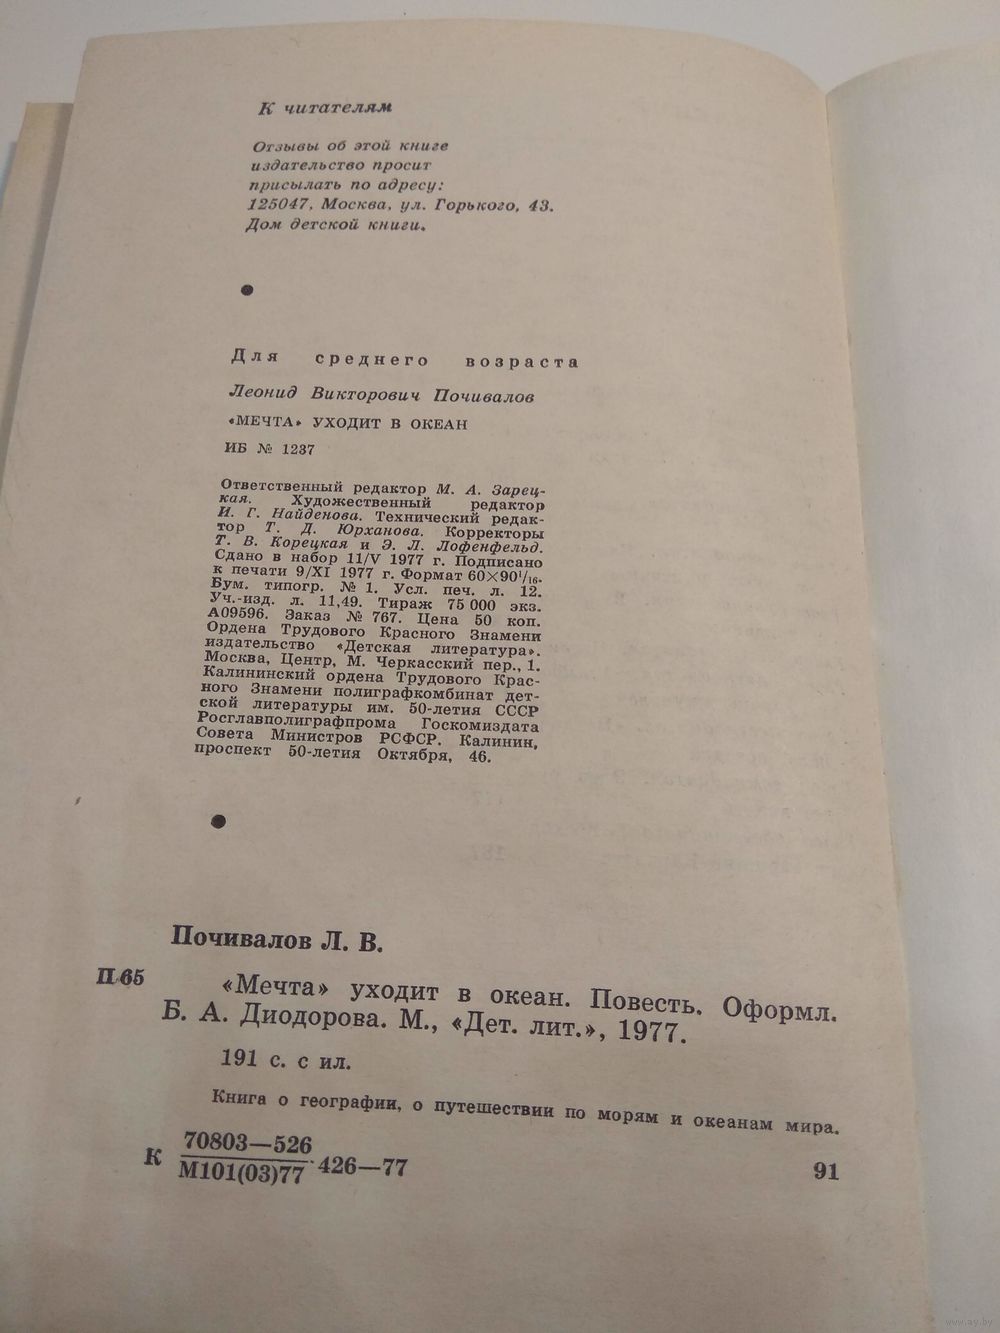 К читателям
Отзывы об этой книге
издательство просит
присылать по адресу:
125047, Москва, ул. Горького, 43.
Дом детской книги.
Для среднего возраста
Леонид Викторович Почивалов
«МЕЧТА» УХОДИТ В ОКЕАН
ИБ № 1237
Ответственный редактор М. А. Зарец-
кая. Художественный редактор
И. Г. Найденова. Технический редак-
тор Т. Д. Юрханова. Корректоры
Т. В. Корецкая и Э. Л. Лофенфельд.
Сдано в набор 11/V 1977 г. Подписано
к печати 9/XI 1977 г. Формат 60×90¹/₁₆.
Бум. типогр. № 1. Усл. печ. л. 12.
Уч.-изд. л. 11,49. Тираж 75 000 экз.
А09596. Заказ № 767. Цена 50 коп.
Ордена Трудового Красного Знамени
издательство «Детская литература».
Москва, Центр, М. Черкасский пер., 1.
Калининский ордена Трудового Крас-
ного Знамени полиграфкомбинат дет-
ской литературы им. 50-летия СССР
Росглавполиграфпрома Госкомиздата
Совета Министров РСФСР. Калинин,
проспект 50-летия Октября, 46.
Почивалов Л. В.
П 65 «Мечта» уходит в океан. Повесть. Оформл.
Б. А. Диодорова. М., «Дет. лит.», 1977.
191 с. с ил.
Книга о географии, о путешествии по морям и океанам мира.
70803—526
К М101(03)77 426—77 91
www.ay.by